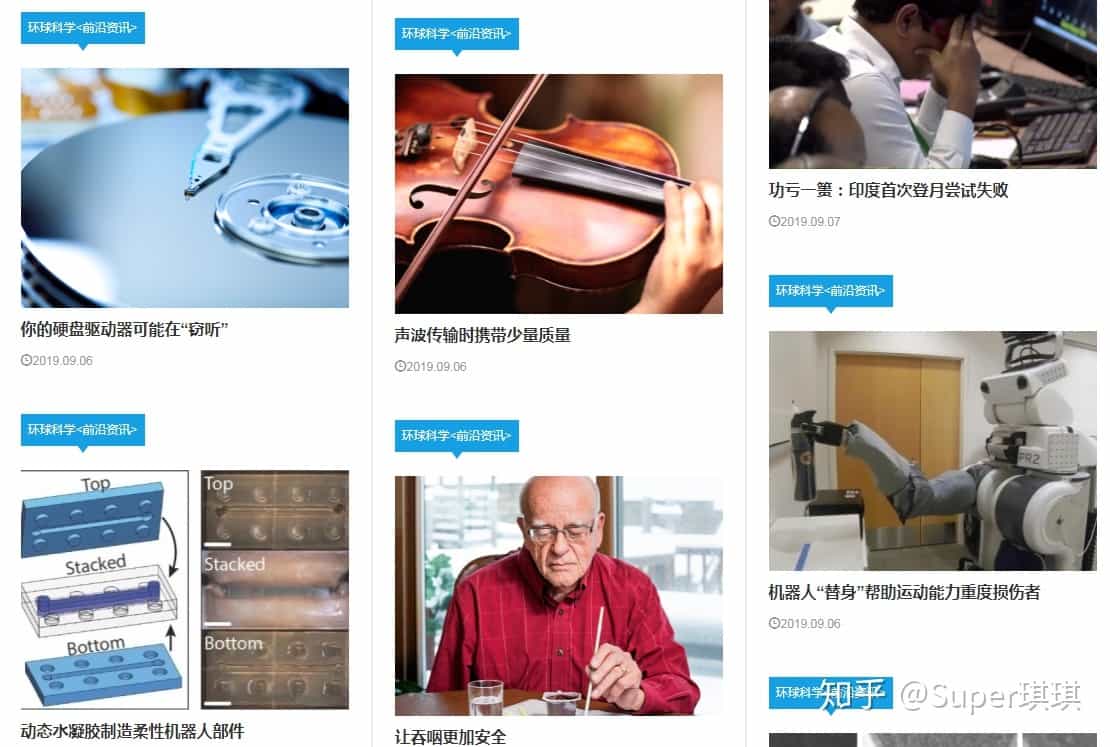 环球科学<前沿资讯>
你的硬盘驱动器可能在“窃听”
2019.09.06
环球科学<前沿资讯>
Top
Stacked
Bottom
Top
Stacked
Bottom
动态水凝胶制造柔性机器人部件
环球科学<前沿资讯>
声波传输时携带少量质量
2019.09.06
环球科学<前沿资讯>
让吞咽更加安全
功亏一篑：印度首次登月尝试失败
2019.09.07
环球科学<前沿资讯>
PR2
机器人“替身”帮助运动能力重度损伤者
2019.09.06
环球科学<前沿资讯>
知乎 @Super琪琪